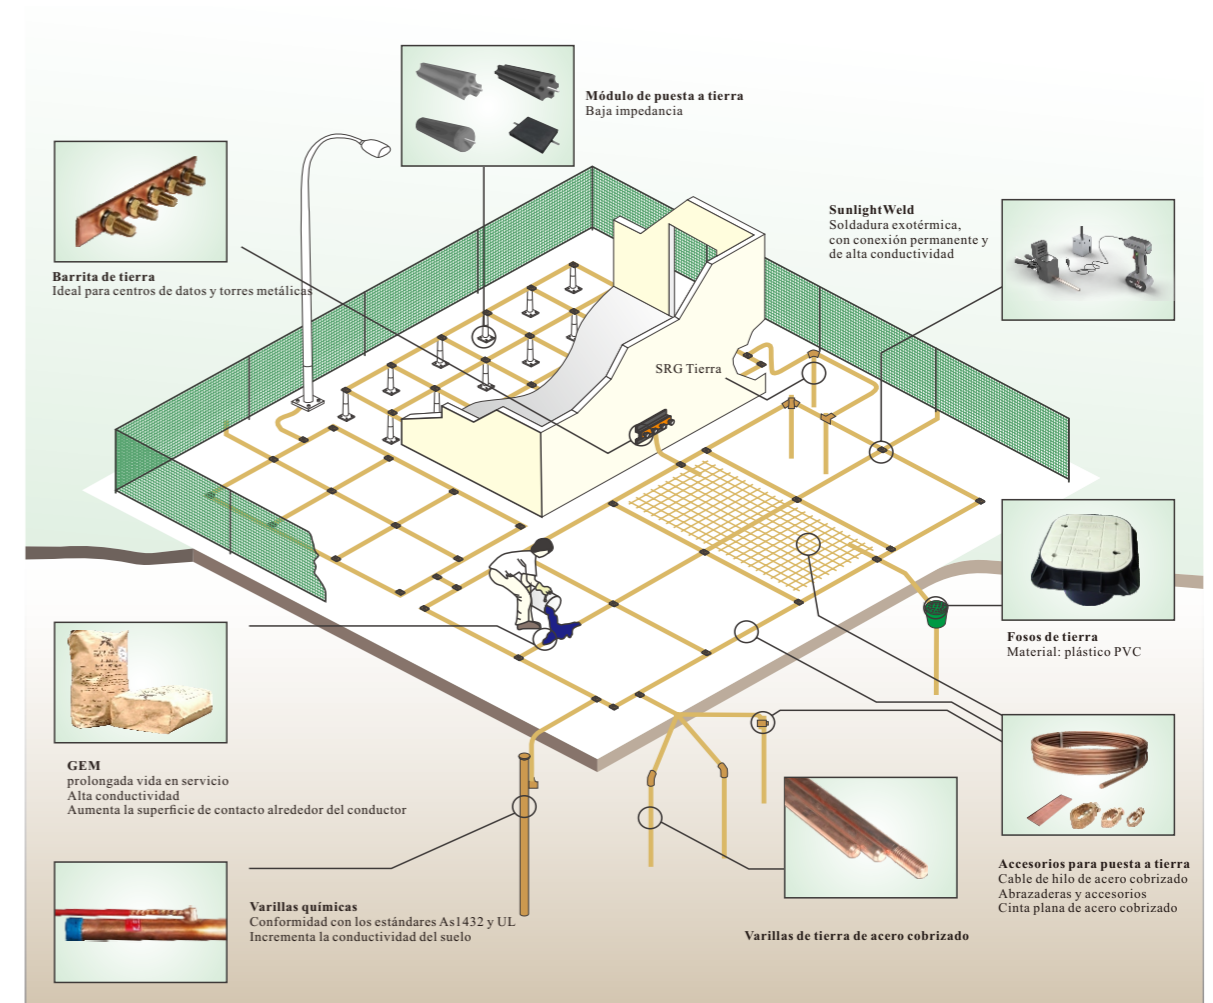 Módulo de puesta a tierra
Baja impedancia
Barrita de tierra
Ideal para centros de datos y torres metálicas
SunlightWeld
Soldadura exotérmica,
con conexión permanente y
de alta conductividad
SRG Tierra
Fosos de tierra
Material: plástico PVC
GEM
prolongada vida en servicio
Alta conductividad
Aumenta la superficie de contacto alrededor del conductor
Accesorios para puesta a tierra
Cable de hilo de acero cobrizado
Abrazaderas y accesorios
Cinta plana de acero cobrizado
Varillas químicas
Conformidad con los estándares As1432 y UL
Incrementa la conductividad del suelo
Varillas de tierra de acero cobrizado